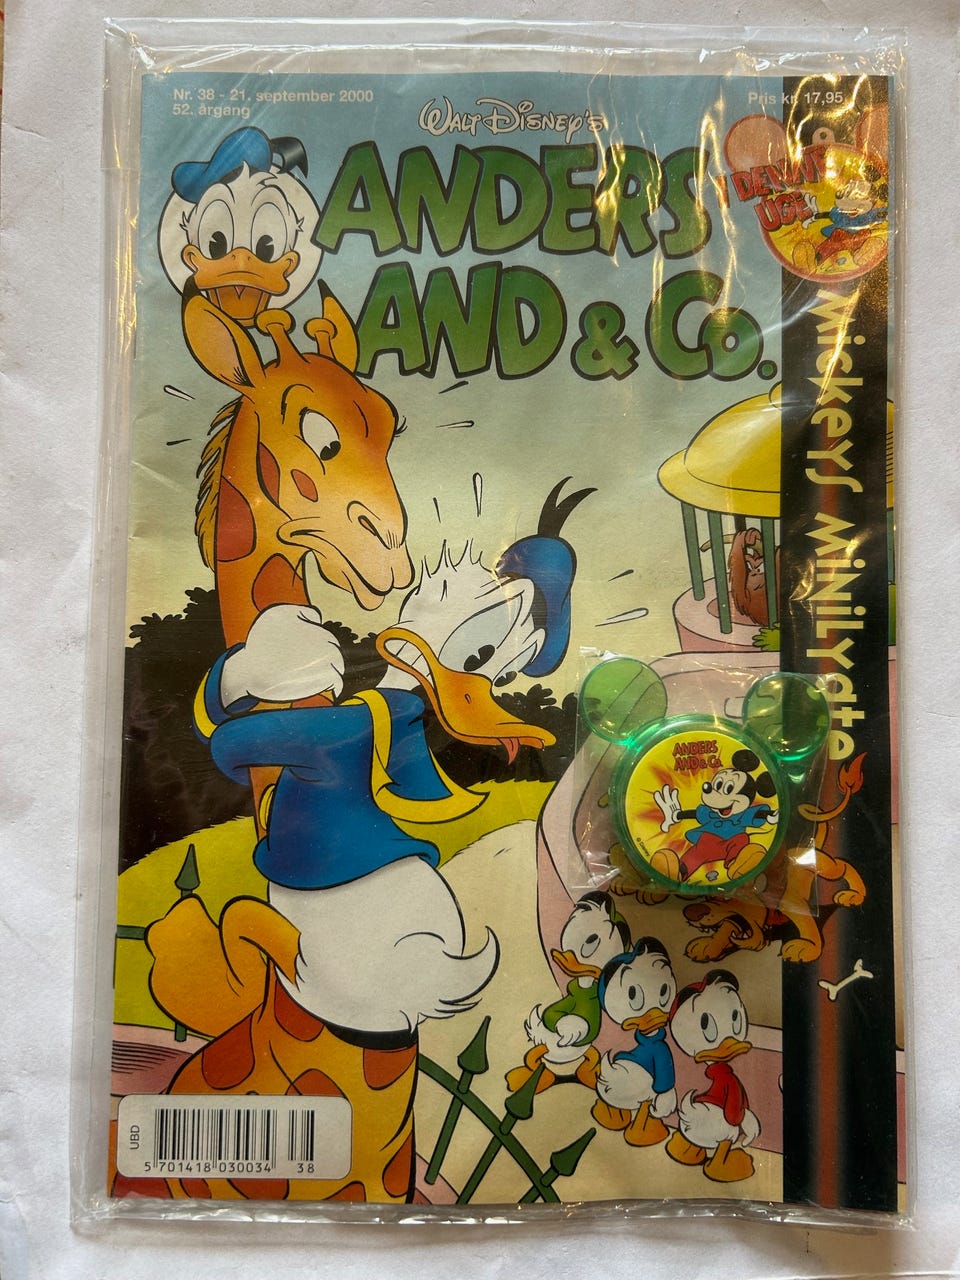 Nr. 38 - 21. september 2000
52. årgang
Pris kr. 17,95
WALT DISNEY'S
ANDERS
AND & Co.
I DENNE
UGE!
Mickeys Minilygte
ANDERS
AND & Co.
UBD
5 701418 030034 38